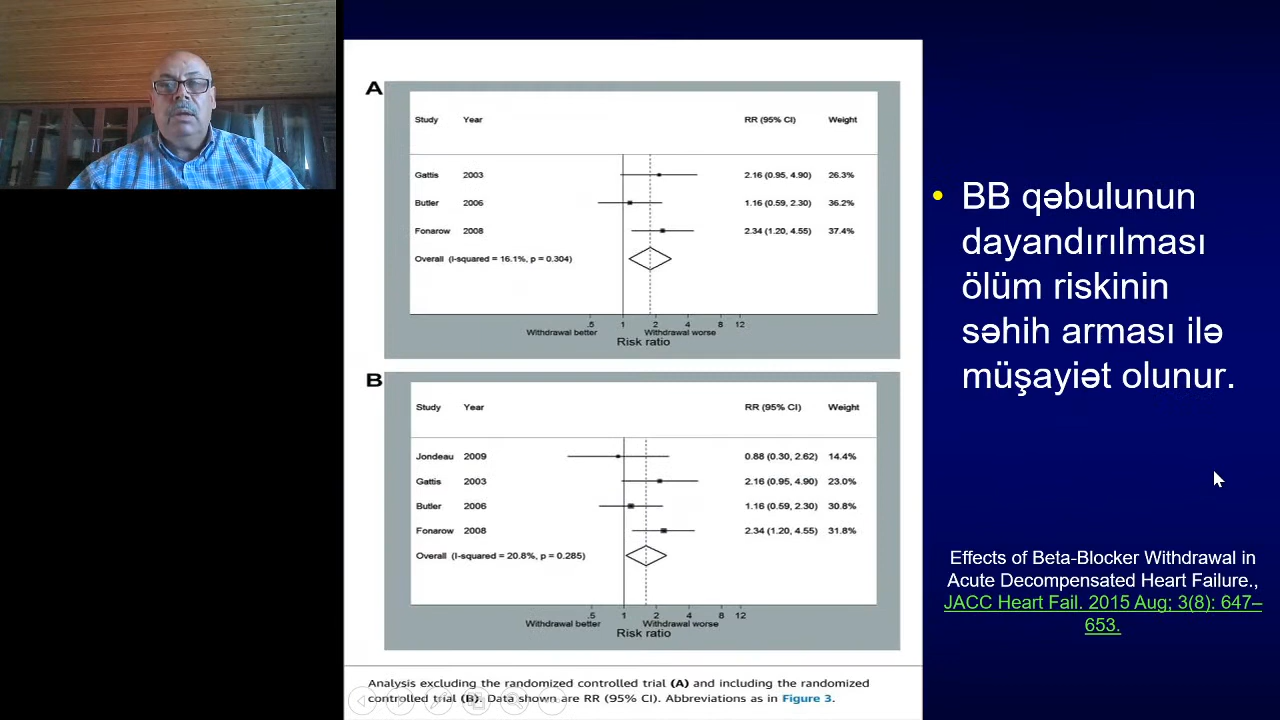 A
Study Year RR (95% CI) Weight
Gattis 2003 2.16 (0.95, 4.90) 26.3%
Butler 2006 1.16 (0.59, 2.30) 36.2%
Fonarow 2008 2.34 (1.20, 4.55) 37.4%
Overall (I-squared = 16.1%, p = 0.304)
.5 1 2 4 8 12
Withdrawal better Withdrawal worse
Risk ratio
B
Study Year RR (95% CI) Weight
Jondeau 2009 0.88 (0.30, 2.62) 14.4%
Gattis 2003 2.16 (0.95, 4.90) 23.0%
Butler 2006 1.16 (0.59, 2.30) 30.8%
Fonarow 2008 2.34 (1.20, 4.55) 31.8%
Overall (I-squared = 20.8%, p = 0.285)
.5 1 2 4 8 12
Withdrawal better Withdrawal worse
Risk ratio
Analysis excluding the randomized controlled trial (A) and including the randomized
controlled trial (B). Data shown are RR (95% CI). Abbreviations as in Figure 3.
• BB qəbulunun
dayandırılması
ölüm riskinin
səhih arması ilə
müşayiət olunur.
Effects of Beta-Blocker Withdrawal in
Acute Decompensated Heart Failure.,
JACC Heart Fail. 2015 Aug; 3(8): 647–
653.